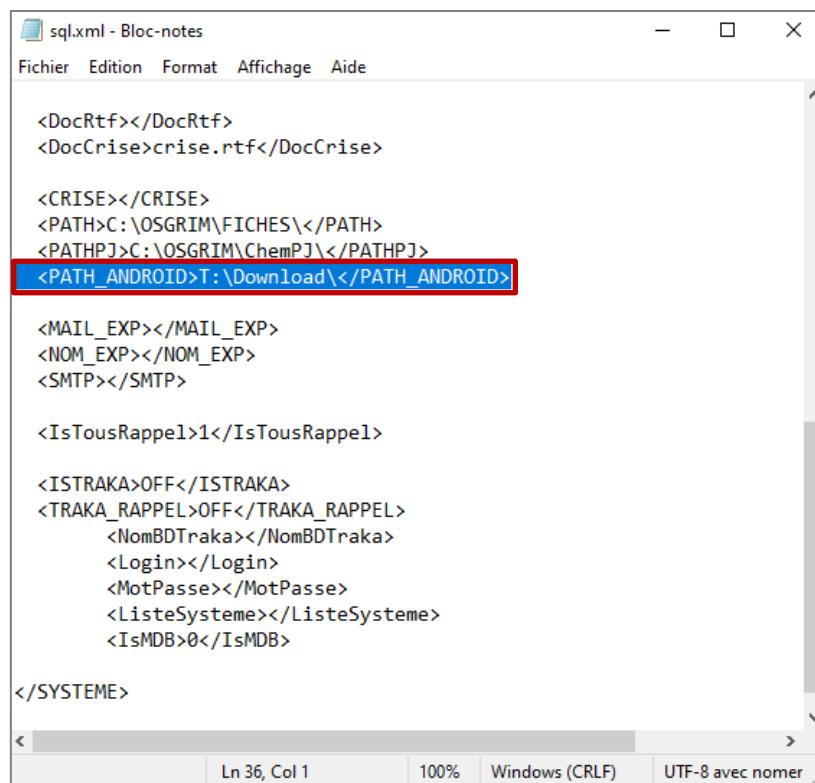 sql.xml - Bloc-notes
Fichier Edition Format Affichage Aide
<DocRtf></DocRtf>
<DocCrise>crise.rtf</DocCrise>
<CRISE></CRISE>
<PATH>C:\OSGRIM\FICHES\</PATH>
<PATHPJ>C:\OSGRIM\ChemPJ\</PATHPJ>
<PATH_ANDROID>T:\Download\</PATH_ANDROID>
<MAIL_EXP></MAIL_EXP>
<NOM_EXP></NOM_EXP>
<SMTP></SMTP>
<IsTousRappel>1</IsTousRappel>
<ISTRAKA>OFF</ISTRAKA>
<TRAKA_RAPPEL>OFF</TRAKA_RAPPEL>
<NomBDTraka></NomBDTraka>
<Login></Login>
<MotPasse></MotPasse>
<ListeSysteme></ListeSysteme>
<IsMDB>0</IsMDB>
</SYSTEME>
Ln 36, Col 1 100% Windows (CRLF) UTF-8 avec nomer